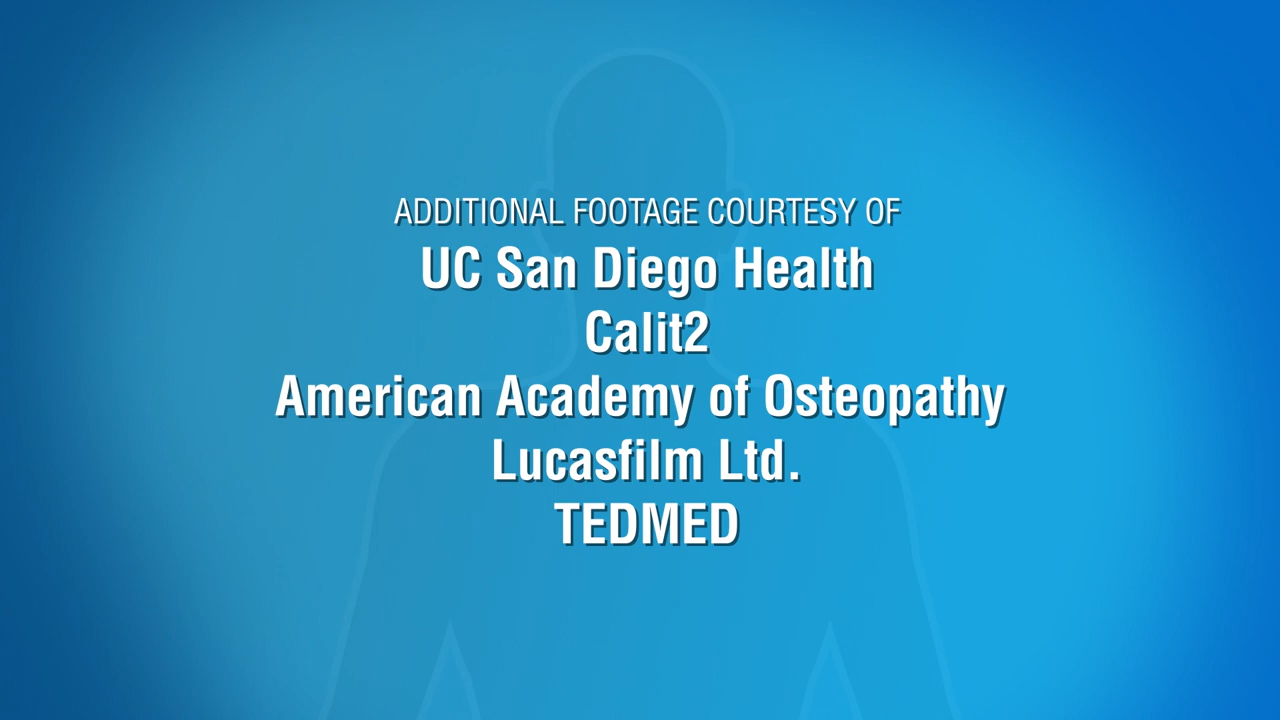 ADDITIONAL FOOTAGE COURTESY OF
UC San Diego Health
Calit2
American Academy of Osteopathy
Lucasfilm Ltd.
TEDMED